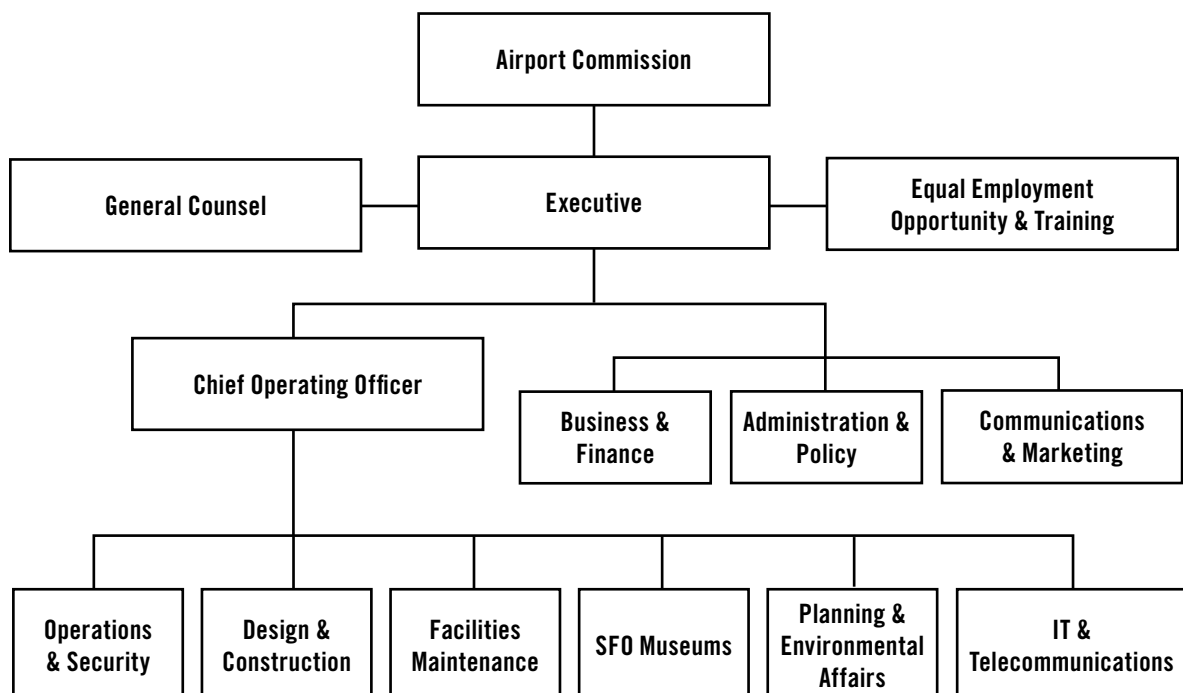 Airport Commission
General Counsel
Executive
Equal Employment
Opportunity & Training
Chief Operating Officer
Business &
Finance
Administration &
Policy
Communications
& Marketing
Operations
& Security
Design &
Construction
Facilities
Maintenance
SFO Museums
Planning &
Environmental
Affairs
IT &
Telecommunications